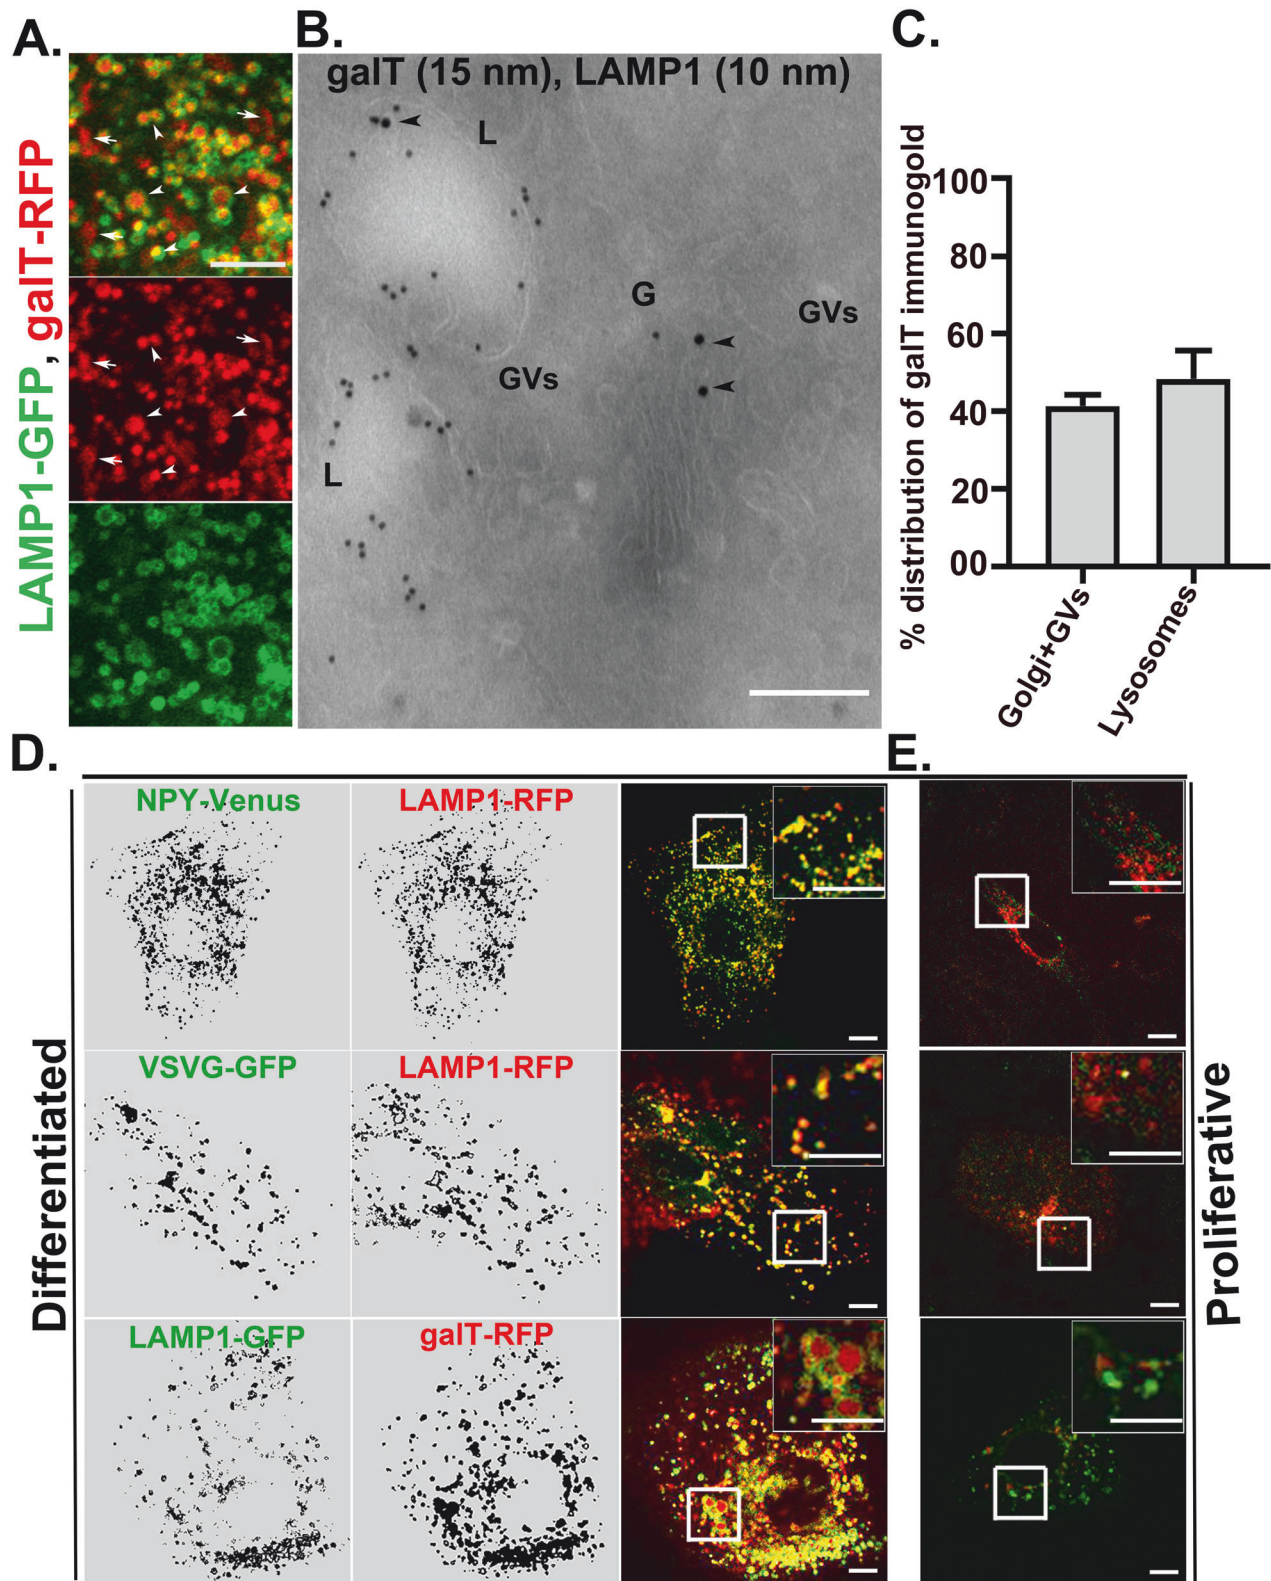 A.
LAMP1-GFP, galT-RFP
B.
galT (15 nm), LAMP1 (10 nm)
L
G
GVs
GVs
L
C.
% distribution of galT immunogold
100
80
60
40
20
00
Golgi+GVs
Lysosomes
D.
E.
Differentiated
NPY-Venus
LAMP1-RFP
VSVG-GFP
LAMP1-RFP
LAMP1-GFP
galT-RFP
Proliferative